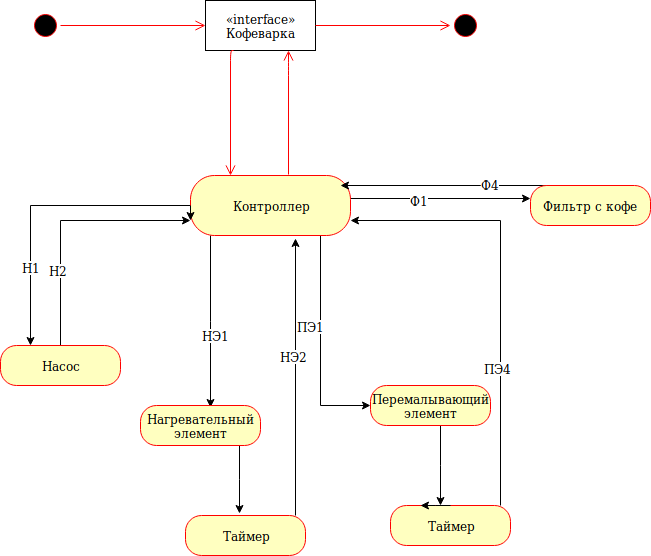 «interface»
Кофеварка
Контроллер
Ф4
Ф1
Фильтр с кофе
Н1
Н2
НЭ1
ПЭ1
НЭ2
ПЭ4
Насос
Нагревательный
элемент
Перемалывающий
элемент
Таймер
Таймер